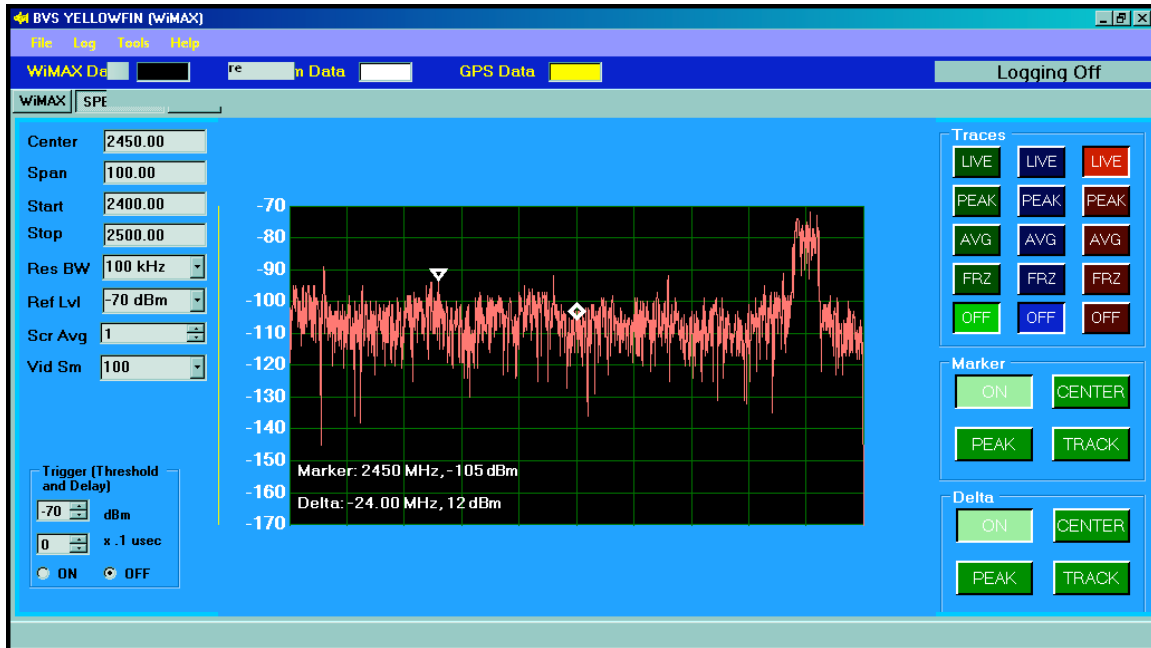 BVS YELLOWFIN (WiMAX)
File Log Tools Help
WiMAX Da re n Data GPS Data Logging Off
WiMAX SPE
Center 2450.00
Span 100.00
Start 2400.00
Stop 2500.00
Res BW 100 kHz
Ref Lvl -70 dBm
Scr Avg 1
Vid Sm 100
Trigger (Threshold
and Delay)
-70 dBm
0 x .1 usec
ON OFF
-70
-80
-90
-100
-110
-120
-130
-140
-150
-160
-170
Marker: 2450 MHz,-105 dBm
Delta:-24.00 MHz, 12 dBm
Traces
LIVE LIVE LIVE
PEAK PEAK PEAK
AVG AVG AVG
FRZ FRZ FRZ
OFF OFF OFF
Marker
ON CENTER
PEAK TRACK
Delta
ON CENTER
PEAK TRACK